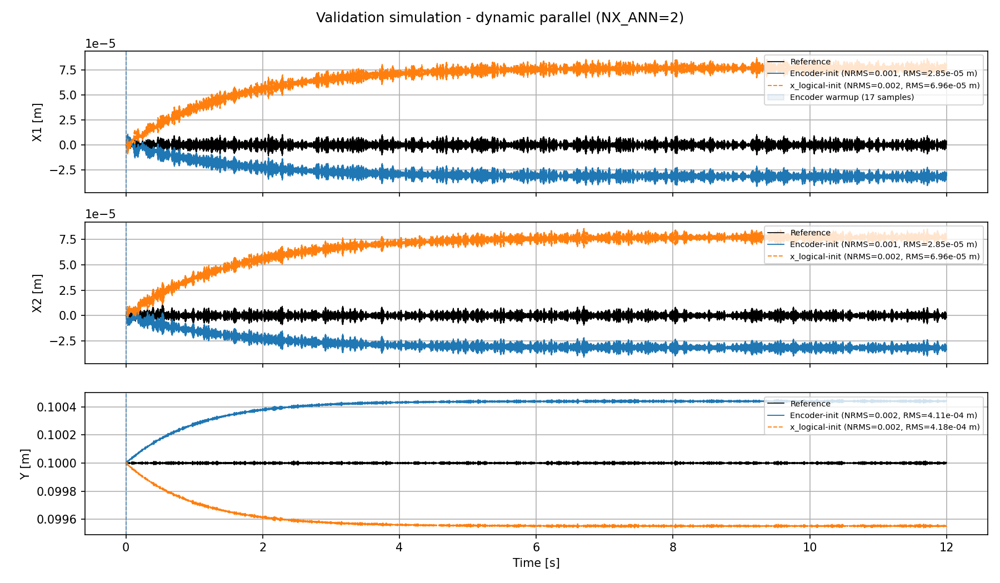 Validation simulation - dynamic parallel (NX_ANN=2)
1e−5
X1 [m]
7.5
5.0
2.5
0.0
−2.5
Reference
Encoder-init (NRMS=0.001, RMS=2.85e-05 m)
x_logical-init (NRMS=0.002, RMS=6.96e-05 m)
Encoder warmup (17 samples)
1e−5
X2 [m]
7.5
5.0
2.5
0.0
−2.5
Reference
Encoder-init (NRMS=0.001, RMS=2.85e-05 m)
x_logical-init (NRMS=0.002, RMS=6.96e-05 m)
Y [m]
0.1004
0.1002
0.1000
0.0998
0.0996
Reference
Encoder-init (NRMS=0.002, RMS=4.11e-04 m)
x_logical-init (NRMS=0.002, RMS=4.18e-04 m)
0 2 4 6 8 10 12
Time [s]